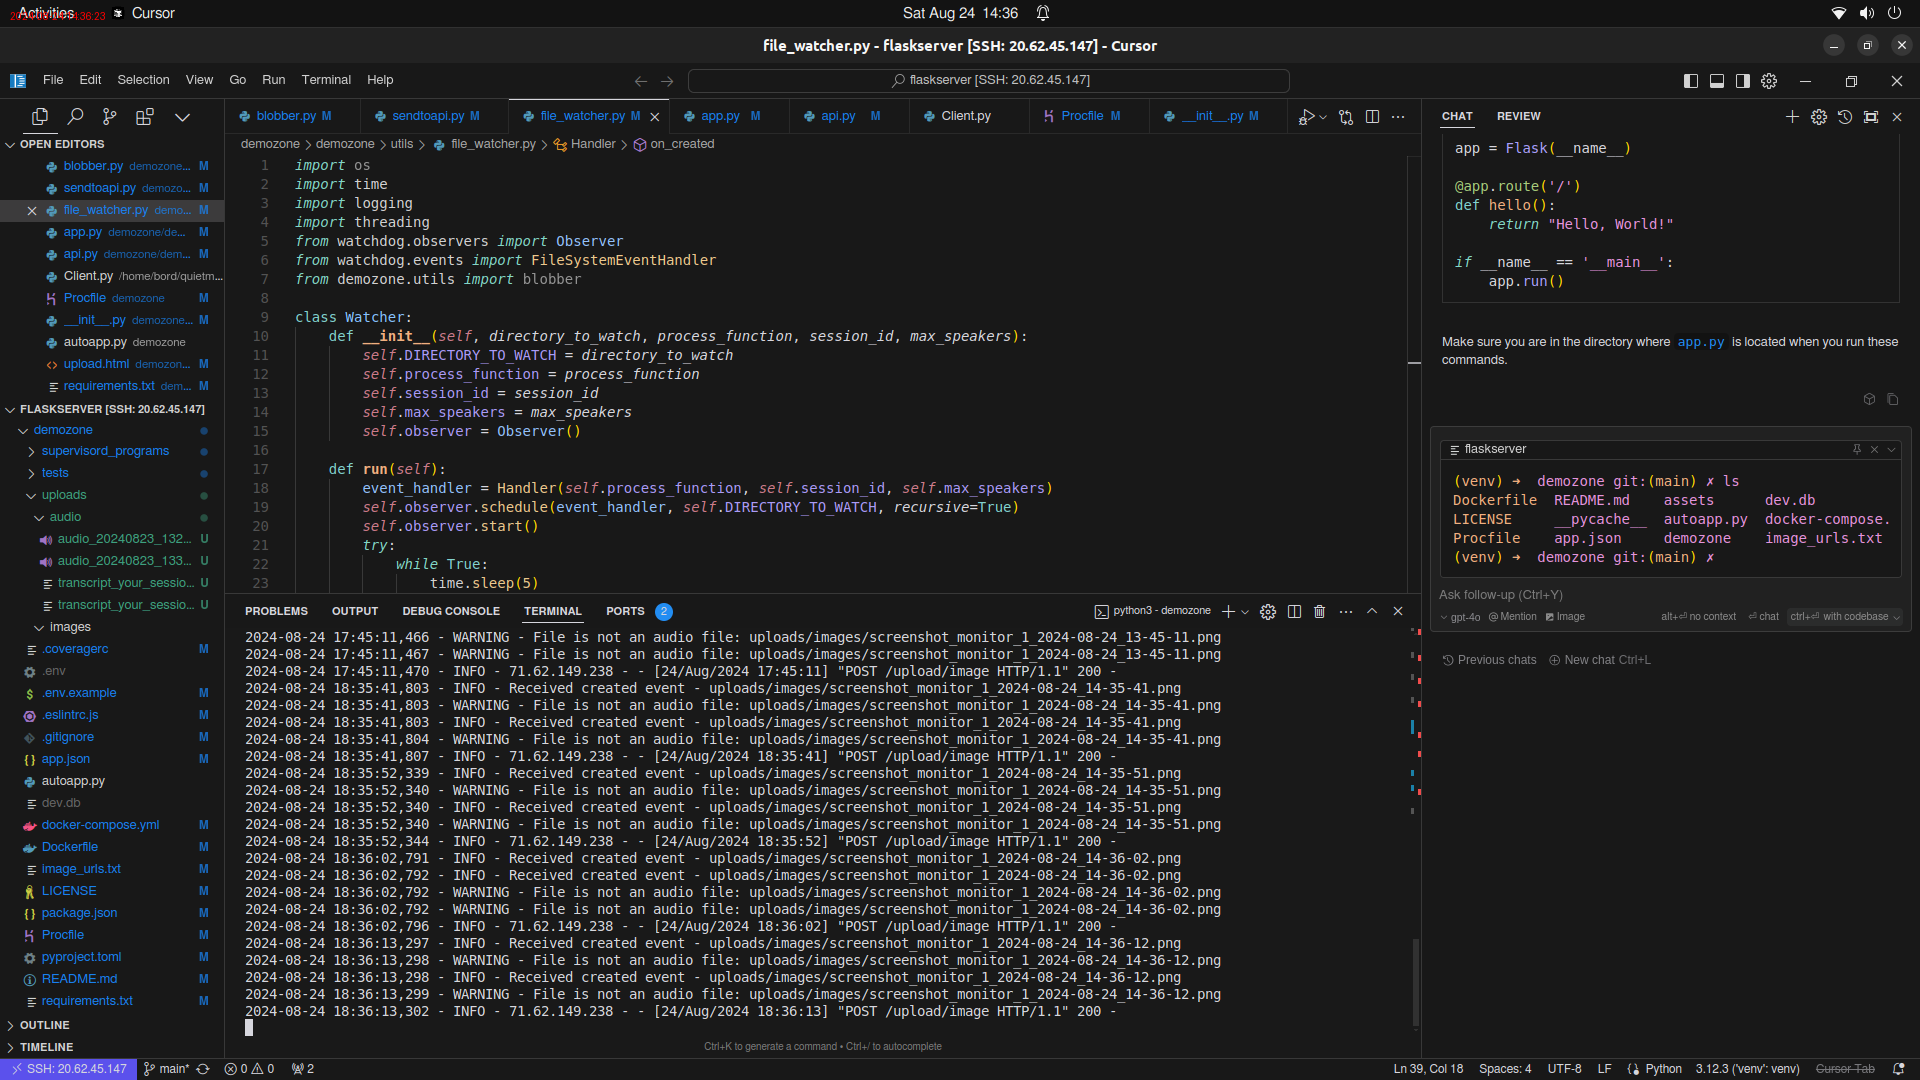 Activities
Cursor
Sat Aug 24 14:36
file_watcher.py - flaskserver [SSH: 20.62.45.147] - Cursor
File Edit Selection View Go Run Terminal Help
flaskserver [SSH: 20.62.45.147]
blobber.py M
sendtoapi.py M
file_watcher.py M
app.py M
api.py M
Client.py
Procfile M
__init__.py M
OPEN EDITORS
blobber.py demozone... M
sendtoapi.py demozo... M
file_watcher.py demo... M
app.py demozone/de... M
api.py demozone/dem... M
Client.py /home/bord/quietm...
Procfile demozone M
__init__.py demozone... M
autoapp.py demozone
upload.html demozon... M
requirements.txt dem... M
FLASKSERVER [SSH: 20.62.45.147]
demozone
supervisord_programs
tests
uploads
audio
audio_20240823_132... U
audio_20240823_133... U
transcript_your_sessio... U
transcript_your_sessio... U
images
.coveragerc M
.env
.env.example M
.eslintrc.js M
.gitignore M
app.json M
autoapp.py
dev.db
docker-compose.yml M
Dockerfile M
image_urls.txt M
LICENSE M
package.json M
Procfile M
pyproject.toml M
README.md M
requirements.txt M
OUTLINE
TIMELINE
demozone > demozone > utils > file_watcher.py > Handler > on_created
1 import os
2 import time
3 import logging
4 import threading
5 from watchdog.observers import Observer
6 from watchdog.events import FileSystemEventHandler
7 from demozone.utils import blobber
8
9 class Watcher:
10 def __init__(self, directory_to_watch, process_function, session_id, max_speakers):
11 self.DIRECTORY_TO_WATCH = directory_to_watch
12 self.process_function = process_function
13 self.session_id = session_id
14 self.max_speakers = max_speakers
15 self.observer = Observer()
16
17 def run(self):
18 event_handler = Handler(self.process_function, self.session_id, self.max_speakers)
19 self.observer.schedule(event_handler, self.DIRECTORY_TO_WATCH, recursive=True)
20 self.observer.start()
21 try:
22 while True:
23 time.sleep(5)
PROBLEMS OUTPUT DEBUG CONSOLE TERMINAL PORTS 2
python3 - demozone
2024-08-24 17:45:11,466 - WARNING - File is not an audio file: uploads/images/screenshot_monitor_1_2024-08-24_13-45-11.png
2024-08-24 17:45:11,467 - WARNING - File is not an audio file: uploads/images/screenshot_monitor_1_2024-08-24_13-45-11.png
2024-08-24 17:45:11,470 - INFO - 71.62.149.238 - - [24/Aug/2024 17:45:11] "POST /upload/image HTTP/1.1" 200 -
2024-08-24 18:35:41,803 - INFO - Received created event - uploads/images/screenshot_monitor_1_2024-08-24_14-35-41.png
2024-08-24 18:35:41,803 - WARNING - File is not an audio file: uploads/images/screenshot_monitor_1_2024-08-24_14-35-41.png
2024-08-24 18:35:41,803 - INFO - Received created event - uploads/images/screenshot_monitor_1_2024-08-24_14-35-41.png
2024-08-24 18:35:41,804 - WARNING - File is not an audio file: uploads/images/screenshot_monitor_1_2024-08-24_14-35-41.png
2024-08-24 18:35:41,807 - INFO - 71.62.149.238 - - [24/Aug/2024 18:35:41] "POST /upload/image HTTP/1.1" 200 -
2024-08-24 18:35:52,339 - INFO - Received created event - uploads/images/screenshot_monitor_1_2024-08-24_14-35-51.png
2024-08-24 18:35:52,340 - WARNING - File is not an audio file: uploads/images/screenshot_monitor_1_2024-08-24_14-35-51.png
2024-08-24 18:35:52,340 - INFO - Received created event - uploads/images/screenshot_monitor_1_2024-08-24_14-35-51.png
2024-08-24 18:35:52,340 - WARNING - File is not an audio file: uploads/images/screenshot_monitor_1_2024-08-24_14-35-51.png
2024-08-24 18:35:52,344 - INFO - 71.62.149.238 - - [24/Aug/2024 18:35:52] "POST /upload/image HTTP/1.1" 200 -
2024-08-24 18:36:02,791 - INFO - Received created event - uploads/images/screenshot_monitor_1_2024-08-24_14-36-02.png
2024-08-24 18:36:02,792 - INFO - Received created event - uploads/images/screenshot_monitor_1_2024-08-24_14-36-02.png
2024-08-24 18:36:02,792 - WARNING - File is not an audio file: uploads/images/screenshot_monitor_1_2024-08-24_14-36-02.png
2024-08-24 18:36:02,792 - WARNING - File is not an audio file: uploads/images/screenshot_monitor_1_2024-08-24_14-36-02.png
2024-08-24 18:36:02,796 - INFO - 71.62.149.238 - - [24/Aug/2024 18:36:02] "POST /upload/image HTTP/1.1" 200 -
2024-08-24 18:36:13,297 - INFO - Received created event - uploads/images/screenshot_monitor_1_2024-08-24_14-36-12.png
2024-08-24 18:36:13,298 - WARNING - File is not an audio file: uploads/images/screenshot_monitor_1_2024-08-24_14-36-12.png
2024-08-24 18:36:13,298 - INFO - Received created event - uploads/images/screenshot_monitor_1_2024-08-24_14-36-12.png
2024-08-24 18:36:13,299 - WARNING - File is not an audio file: uploads/images/screenshot_monitor_1_2024-08-24_14-36-12.png
2024-08-24 18:36:13,302 - INFO - 71.62.149.238 - - [24/Aug/2024 18:36:13] "POST /upload/image HTTP/1.1" 200 -
Ctrl+K to generate a command • Ctrl+/ to autocomplete
CHAT REVIEW
app = Flask(__name__)
@app.route('/')
def hello():
return "Hello, World!"
if __name__ == '__main__':
app.run()
Make sure you are in the directory where app.py is located when you run these
commands.
flaskserver
(venv) ➜ demozone git:(main) ✗ ls
Dockerfile README.md assets dev.db
LICENSE __pycache__ autoapp.py docker-compose.
Procfile app.json demozone image_urls.txt
(venv) ➜ demozone git:(main) ✗
Ask follow-up (Ctrl+Y)
gpt-4o @ Mention Image alt+⏎ no context ⏎ chat ctrl+⏎ with codebase
Previous chats New chat Ctrl+L
SSH: 20.62.45.147 main* 0 0 2
Ln 39, Col 18 Spaces: 4 UTF-8 LF Python 3.12.3 ('venv': venv) Cursor Tab